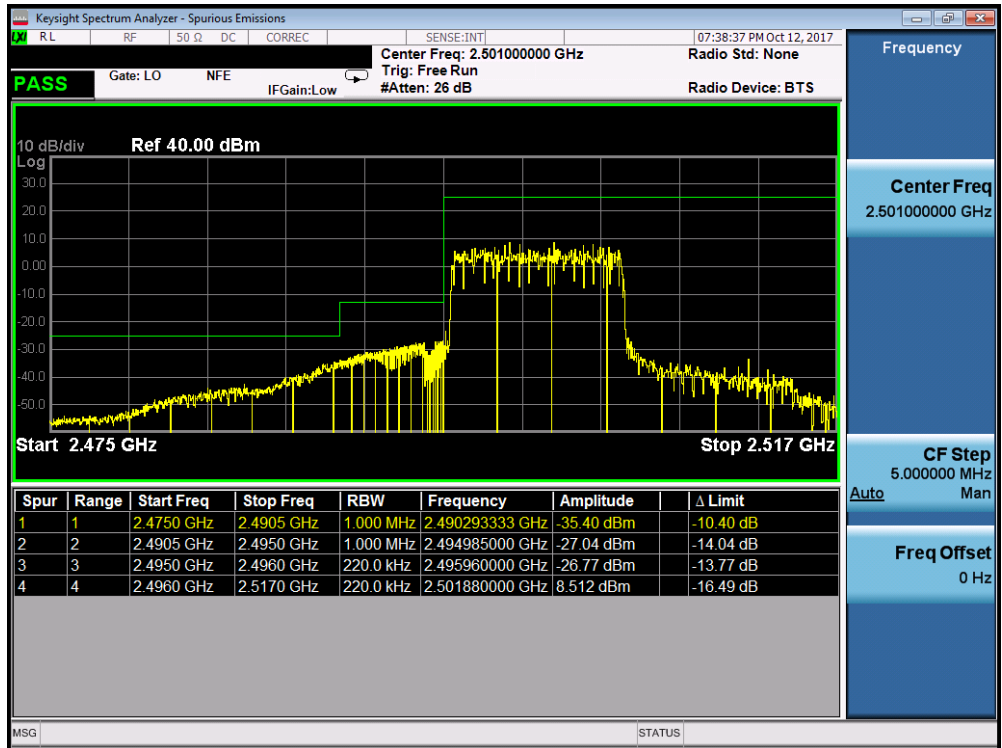 Keysight Spectrum Analyzer - Spurious Emissions
LXI RL RF 50 Ω DC CORREC SENSE:INT 07:38:37 PM Oct 12, 2017
Center Freq: 2.501000000 GHz Radio Std: None
PASS Gate: LO NFE Trig: Free Run
IFGain:Low #Atten: 26 dB Radio Device: BTS
10 dB/div Ref 40.00 dBm
Log
30.0
20.0
10.0
0.00
-10.0
-20.0
-30.0
-40.0
-50.0
Start 2.475 GHz Stop 2.517 GHz
Spur Range Start Freq Stop Freq RBW Frequency Amplitude Δ Limit
1 1 2.4750 GHz 2.4905 GHz 1.000 MHz 2.490293333 GHz -35.40 dBm -10.40 dB
2 2 2.4905 GHz 2.4950 GHz 1.000 MHz 2.494985000 GHz -27.04 dBm -14.04 dB
3 3 2.4950 GHz 2.4960 GHz 220.0 kHz 2.495960000 GHz -26.77 dBm -13.77 dB
4 4 2.4960 GHz 2.5170 GHz 220.0 kHz 2.501880000 GHz 8.512 dBm -16.49 dB
Frequency
Center Freq
2.501000000 GHz
CF Step
5.000000 MHz
Auto Man
Freq Offset
0 Hz
MSG STATUS